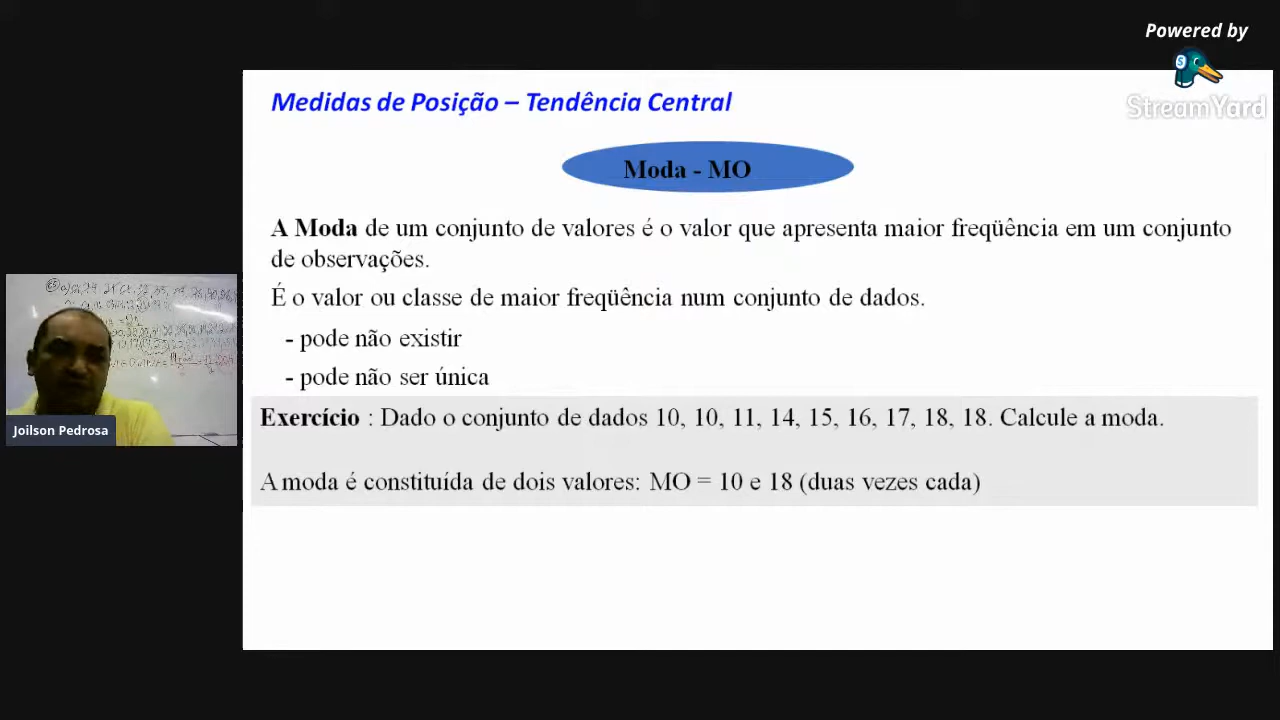 Powered by
StreamYard
Medidas de Posição – Tendência Central
Moda - MO
A Moda de um conjunto de valores é o valor que apresenta maior freqüência em um conjunto
de observações.
É o valor ou classe de maior freqüência num conjunto de dados.
- pode não existir
- pode não ser única
Exercício : Dado o conjunto de dados 10, 10, 11, 14, 15, 16, 17, 18, 18. Calcule a moda.
A moda é constituída de dois valores: MO = 10 e 18 (duas vezes cada)
Joilson Pedrosa